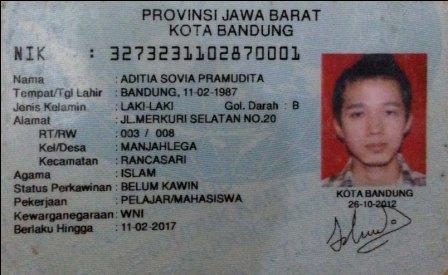 PROVINSI JAWA BARAT
KOTA BANDUNG
NIK : 3273231102870001
Nama : ADITIA SOVIA PRAMUDITA
Tempat/Tgl Lahir : BANDUNG, 11-02-1987
Jenis Kelamin : LAKI-LAKI Gol. Darah : B
Alamat : JL.MERKURI SELATAN NO.20
RT/RW : 003 / 008
Kel/Desa : MANJAHLEGA
Kecamatan : RANCASARI
Agama : ISLAM
Status Perkawinan : BELUM KAWIN
Pekerjaan : PELAJAR/MAHASISWA
Kewarganegaraan : WNI
Berlaku Hingga : 11-02-2017
KOTA BANDUNG
26-10-2012